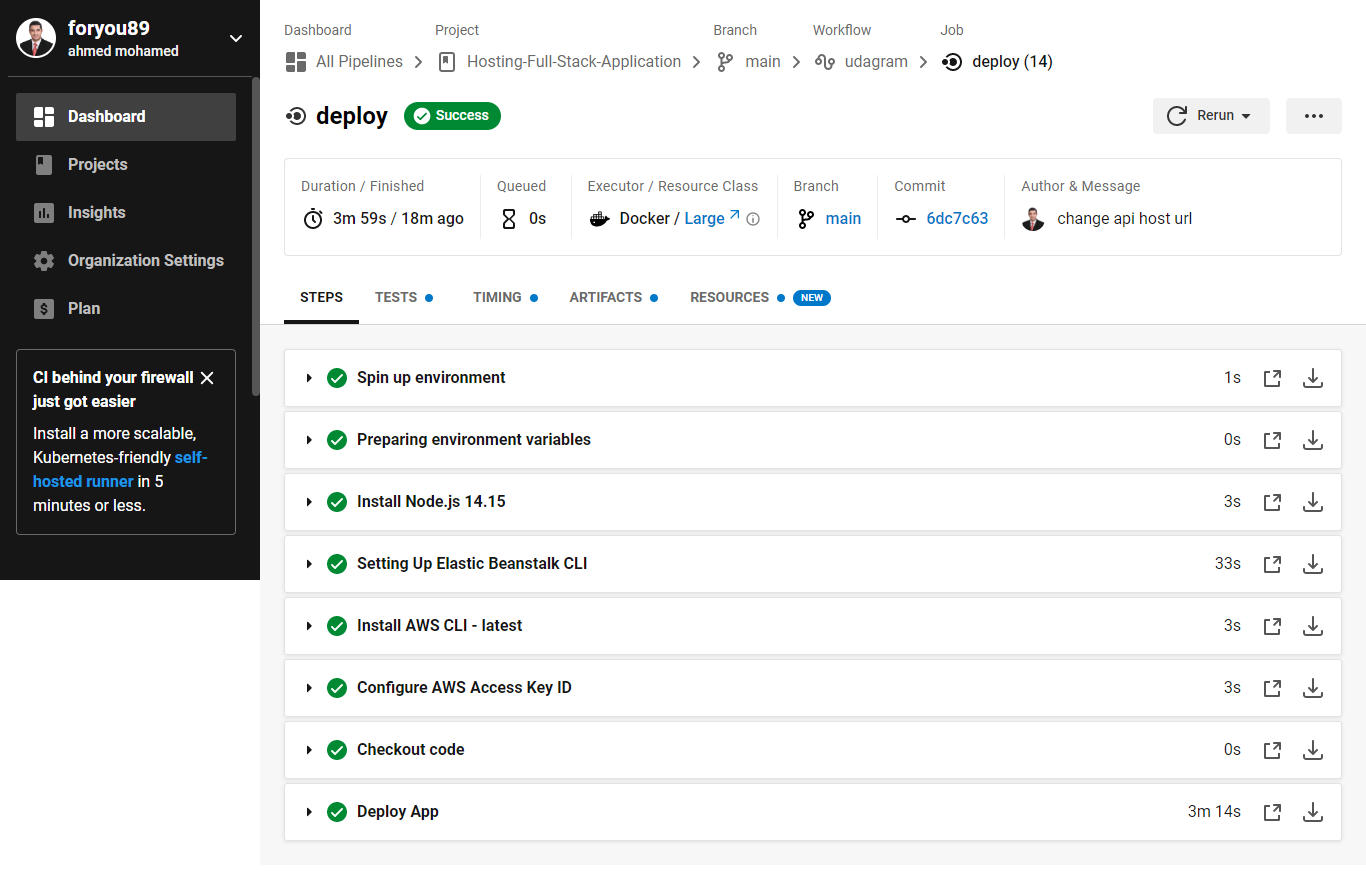 foryou89
ahmed mohamed
Dashboard
Projects
Insights
Organization Settings
Plan
CI behind your firewall
just got easier
Install a more scalable,
Kubernetes-friendly self-
hosted runner in 5
minutes or less.
Dashboard Project Branch Workflow Job
All Pipelines Hosting-Full-Stack-Application main udagram deploy (14)
deploy Success Rerun
Duration / Finished Queued Executor / Resource Class Branch Commit Author & Message
3m 59s / 18m ago 0s Docker / Large main 6dc7c63 change api host url
STEPS TESTS TIMING ARTIFACTS RESOURCES NEW
Spin up environment 1s
Preparing environment variables 0s
Install Node.js 14.15 3s
Setting Up Elastic Beanstalk CLI 33s
Install AWS CLI - latest 3s
Configure AWS Access Key ID 3s
Checkout code 0s
Deploy App 3m 14s